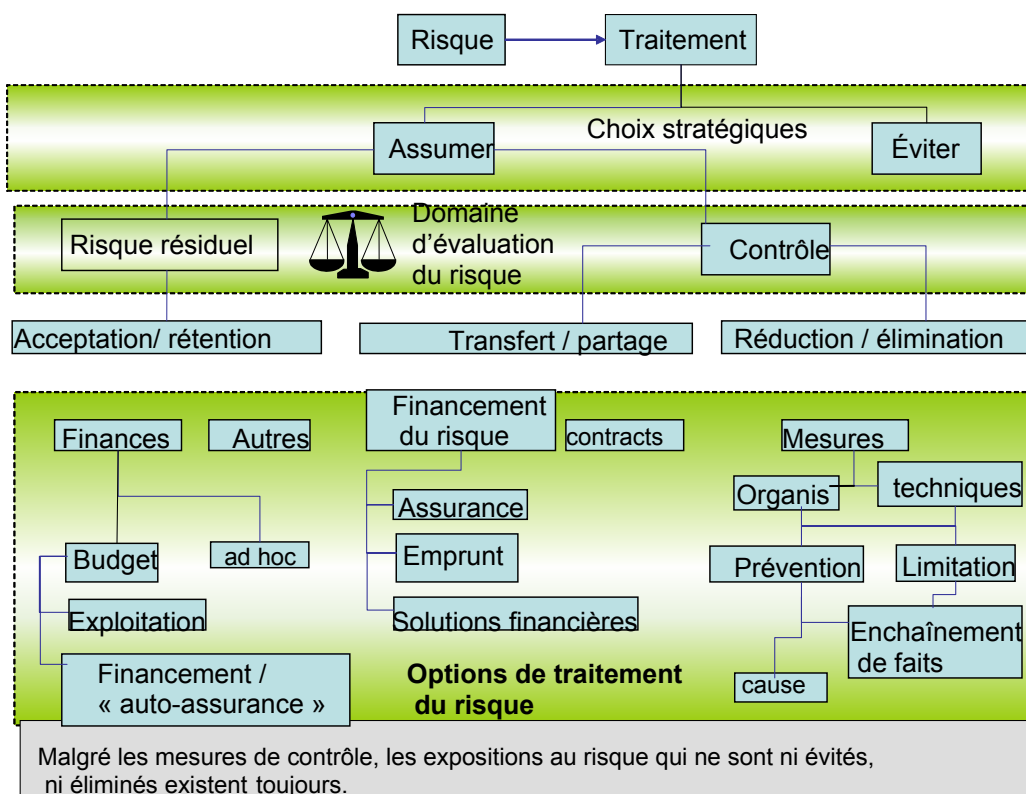 Risque
Traitement
Choix stratégiques
Assumer
Éviter
Risque résiduel
Domaine
d'évaluation
du risque
Contrôle
Acceptation/ rétention
Transfert / partage
Réduction / élimination
Finances
Autres
Financement
du risque
contracts
Mesures
Organis
techniques
Assurance
Budget
ad hoc
Emprunt
Prévention
Limitation
Exploitation
Solutions financières
Enchaînement
de faits
Financement /
« auto-assurance »
Options de traitement
du risque
cause
Malgré les mesures de contrôle, les expositions au risque qui ne sont ni évités,
ni éliminés existent toujours.